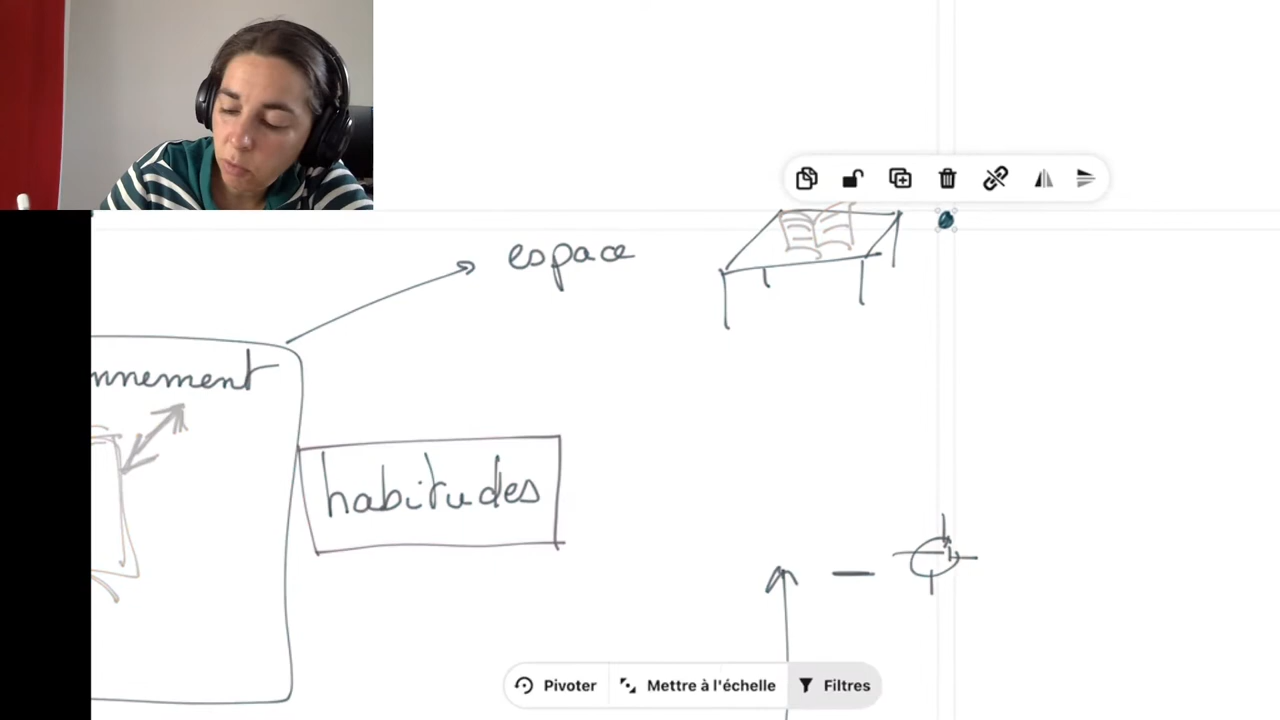 espace
nnement
habitudes
Pivoter
Mettre à l'échelle
Filtres